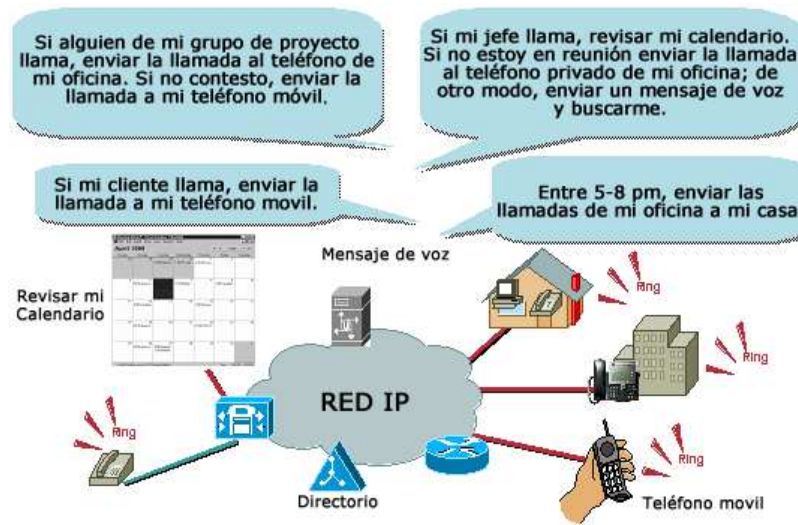 Si alguien de mi grupo de proyecto
llama, enviar la llamada al teléfono de
mi oficina. Si no contesto, enviar la
llamada a mi teléfono móvil.
Si mi jefe llama, revisar mi calendario.
Si no estoy en reunión enviar la llamada
al teléfono privado de mi oficina; de
otro modo, enviar un mensaje de voz
y buscarme.
Si mi cliente llama, enviar la
llamada a mi teléfono movil.
Entre 5-8 pm, enviar las
llamadas de mi oficina a mi casa
Mensaje de voz
Revisar mi
Calendario
Ring
Ring
RED IP
Ring
Ring
Directorio
Teléfono movil